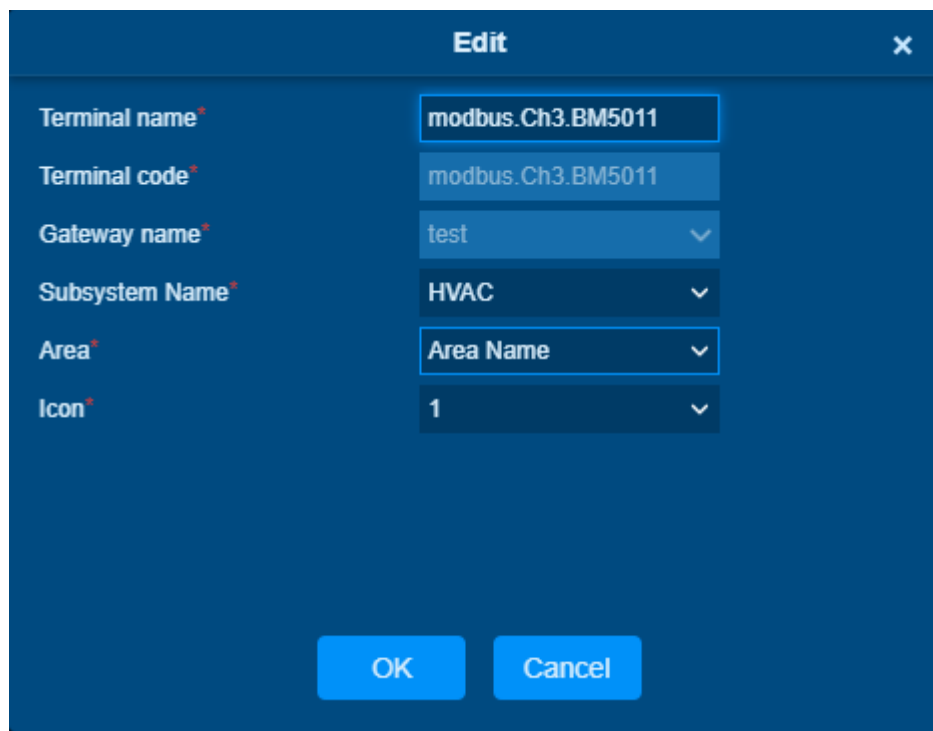 Edit ×
Terminal name* modbus.Ch3.BM5011
Terminal code* modbus.Ch3.BM5011
Gateway name* test
Subsystem Name* HVAC
Area* Area Name
Icon* 1
OK Cancel